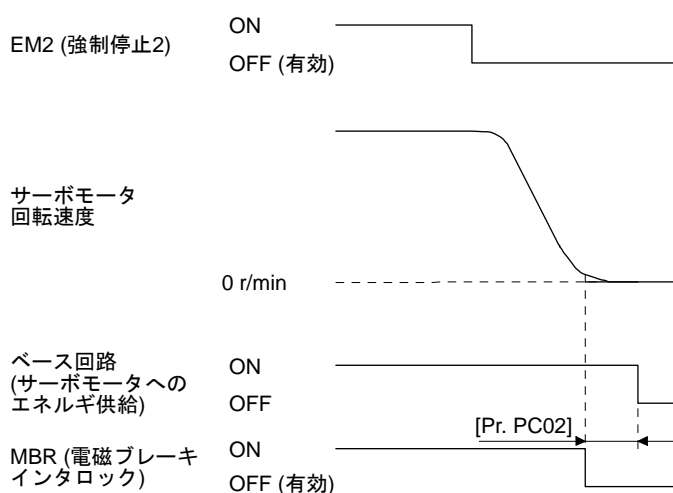 EM2 (強制停止2)
ON
OFF (有効)
サーボモータ
回転速度
0 r/min
ベース回路
(サーボモータへの
エネルギ供給)
ON
OFF
[Pr. PC02]
MBR (電磁ブレーキ
インタロック)
ON
OFF (有効)